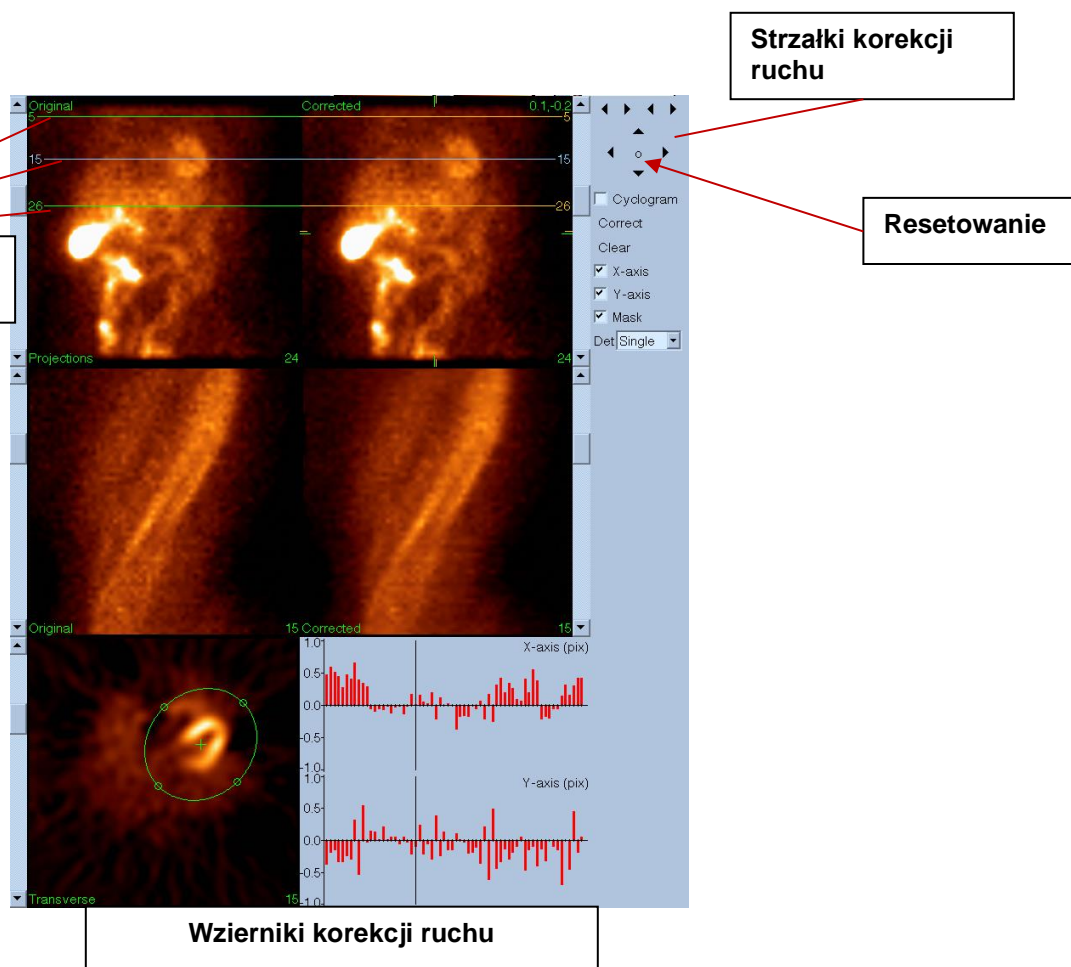 Strzałki korekcji
ruchu
Original
Corrected
0.1,-0.2
5
5
15
15
26
26
Cyclogram
Correct
Clear
X-axis
Y-axis
Mask
Det Single
Resetowanie
Projections
24
24
Original
15
Corrected
15
X-axis (pix)
1.0
0.5
0.0
-0.5
-1.0
Y-axis (pix)
1.0
0.5
0.0
-0.5
-1.0
Transverse
15
Wzierniki korekcji ruchu